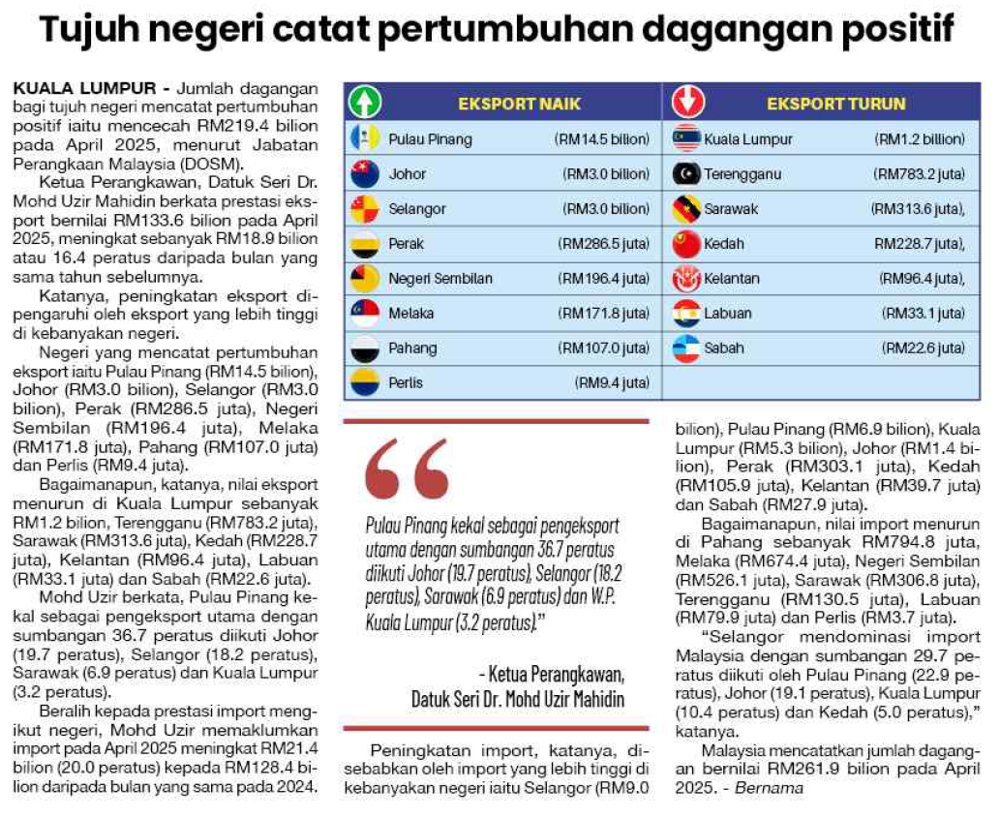 Tujuh negeri catat pertumbuhan dagangan positif
KUALA LUMPUR - Jumlah dagangan
bagi tujuh negeri mencatat pertumbuhan
positif iaitu mencecah RM219.4 bilion
pada April 2025, menurut Jabatan
Perangkaan Malaysia (DOSM).
Ketua Perangkawan, Datuk Seri Dr.
Mohd Uzir Mahidin berkata prestasi eks-
port bernilai RM133.6 bilion pada April
2025, meningkat sebanyak RM18.9 bilion
atau 16.4 peratus daripada bulan yang
sama tahun sebelumnya.
Katanya, peningkatan eksport di-
pengaruhi oleh eksport yang lebih tinggi
di kebanyakan negeri.
Negeri yang mencatat pertumbuhan
eksport iaitu Pulau Pinang (RM14.5 bilion),
Johor (RM3.0 bilion), Selangor (RM3.0
bilion), Perak (RM286.5 juta), Negeri
Sembilan (RM196.4 juta), Melaka
(RM171.8 juta), Pahang (RM107.0 juta)
dan Perlis (RM9.4 juta).
Bagaimanapun, katanya, nilai eksport
menurun di Kuala Lumpur sebanyak
RM1.2 bilion, Terengganu (RM783.2 juta),
Sarawak (RM313.6 juta), Kedah (RM228.7
juta), Kelantan (RM96.4 juta), Labuan
(RM33.1 juta) dan Sabah (RM22.6 juta).
Mohd Uzir berkata, Pulau Pinang ke-
kal sebagai pengeksport utama dengan
sumbangan 36.7 peratus diikuti Johor
(19.7 peratus), Selangor (18.2 peratus),
Sarawak (6.9 peratus) dan Kuala Lumpur
(3.2 peratus).
Beralih kepada prestasi import meng-
ikut negeri, Mohd Uzir memaklumkan
import pada April 2025 meningkat RM21.4
bilion (20.0 peratus) kepada RM128.4 bi-
lion daripada bulan yang sama pada 2024.
EKSPORT NAIK
Pulau Pinang (RM14.5 bilion)
Johor (RM3.0 bilion)
Selangor (RM3.0 bilion)
Perak (RM286.5 juta)
Negeri Sembilan (RM196.4 juta)
Melaka (RM171.8 juta)
Pahang (RM107.0 juta)
Perlis (RM9.4 juta)
EKSPORT TURUN
Kuala Lumpur (RM1.2 billion)
Terengganu (RM783.2 juta)
Sarawak (RM313.6 juta),
Kedah RM228.7 juta),
Kelantan (RM96.4 juta),
Labuan (RM33.1 juta)
Sabah (RM22.6 juta)
“
Pulau Pinang kekal sebagai pengeksport
utama dengan sumbangan 36.7 peratus
diikuti Johor (19.7 peratus), Selangor (18.2
peratus), Sarawak (6.9 peratus) dan W.P.
Kuala Lumpur (3.2 peratus).”
- Ketua Perangkawan,
Datuk Seri Dr. Mohd Uzir Mahidin
Peningkatan import, katanya, di-
sebabkan oleh import yang lebih tinggi di
kebanyakan negeri iaitu Selangor (RM9.0
bilion), Pulau Pinang (RM6.9 bilion), Kuala
Lumpur (RM5.3 bilion), Johor (RM1.4 bi-
lion), Perak (RM303.1 juta), Kedah
(RM105.9 juta), Kelantan (RM39.7 juta)
dan Sabah (RM27.9 juta).
Bagaimanapun, nilai import menurun
di Pahang sebanyak RM794.8 juta,
Melaka (RM674.4 juta), Negeri Sembilan
(RM526.1 juta), Sarawak (RM306.8 juta),
Terengganu (RM130.5 juta), Labuan
(RM79.9 juta) dan Perlis (RM3.7 juta).
“Selangor mendominasi import
Malaysia dengan sumbangan 29.7 pe-
ratus diikuti oleh Pulau Pinang (22.9 pe-
ratus), Johor (19.1 peratus), Kuala Lumpur
(10.4 peratus) dan Kedah (5.0 peratus),”
katanya.
Malaysia mencatatkan jumlah dagang-
an bernilai RM261.9 bilion pada April
2025. - Bernama